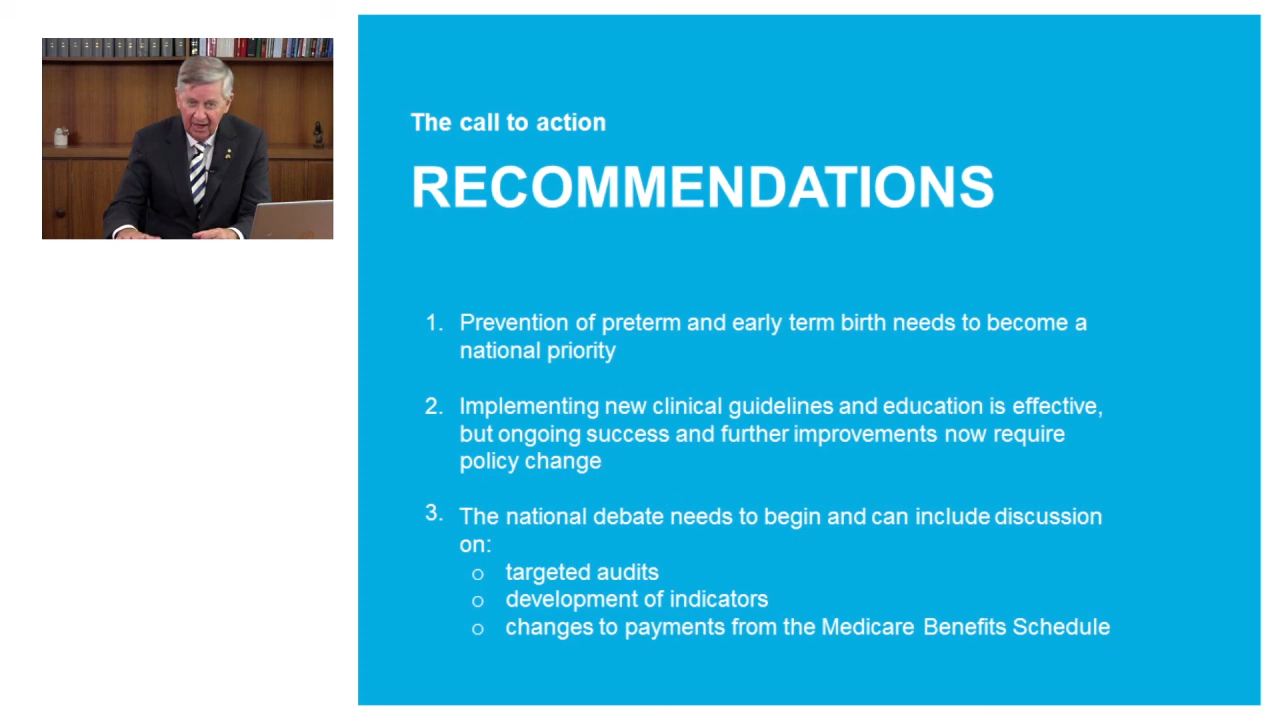 The call to action
RECOMMENDATIONS
1. Prevention of preterm and early term birth needs to become a
national priority
2. Implementing new clinical guidelines and education is effective,
but ongoing success and further improvements now require
policy change
3. The national debate needs to begin and can include discussion
on:
o targeted audits
o development of indicators
o changes to payments from the Medicare Benefits Schedule